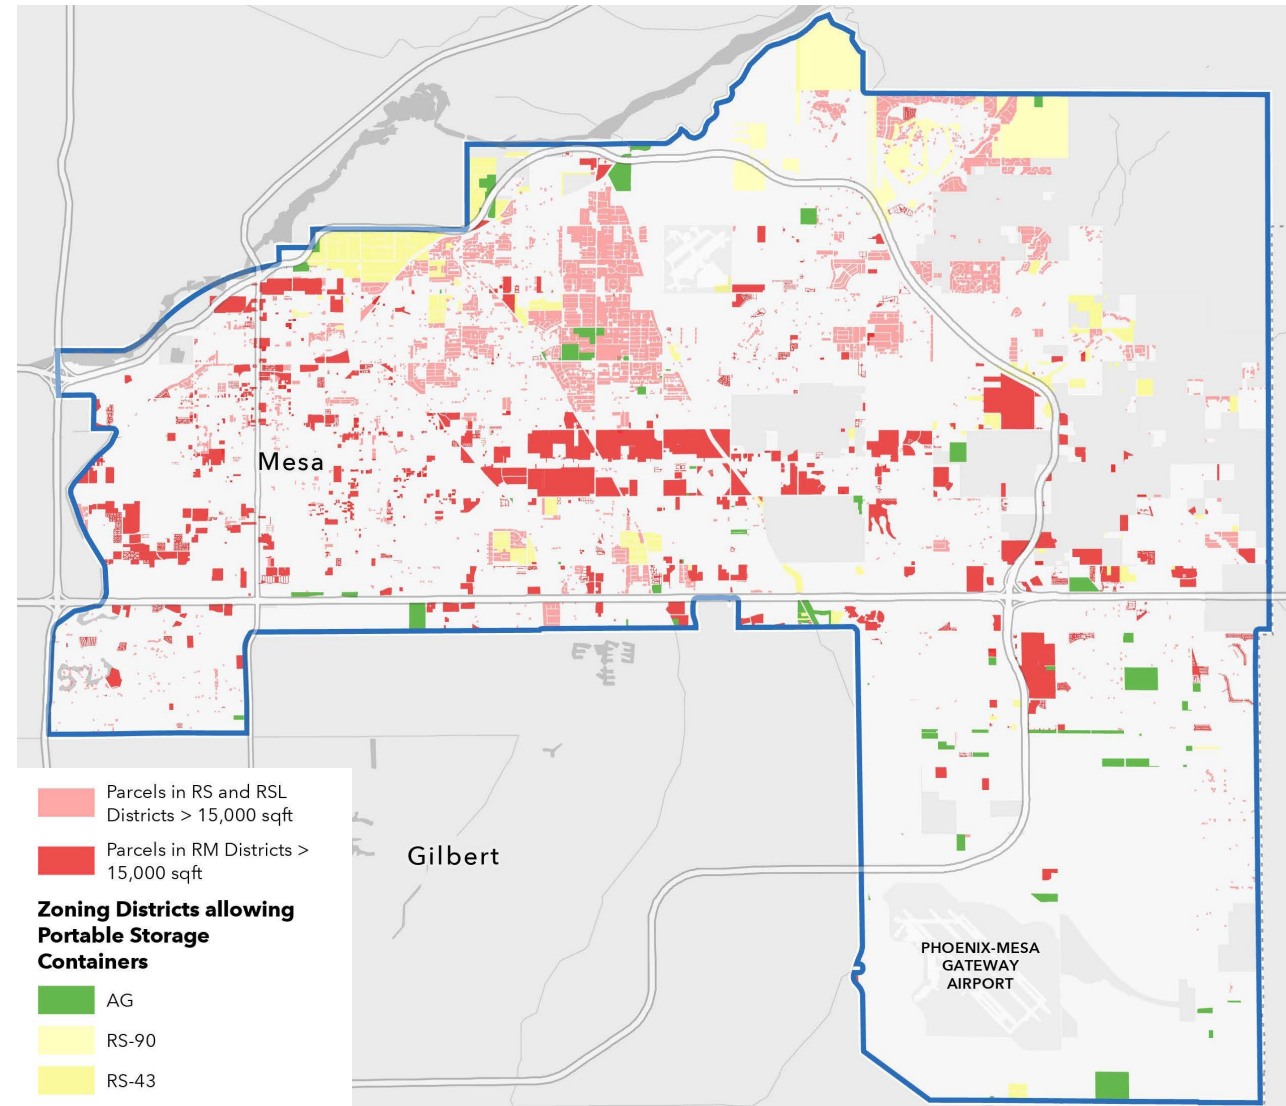 Mesa
Gilbert
PHOENIX-MESA
GATEWAY
AIRPORT
Parcels in RS and RSL
Districts > 15,000 sqft
Parcels in RM Districts >
15,000 sqft
Zoning Districts allowing
Portable Storage
Containers
AG
RS-90
RS-43